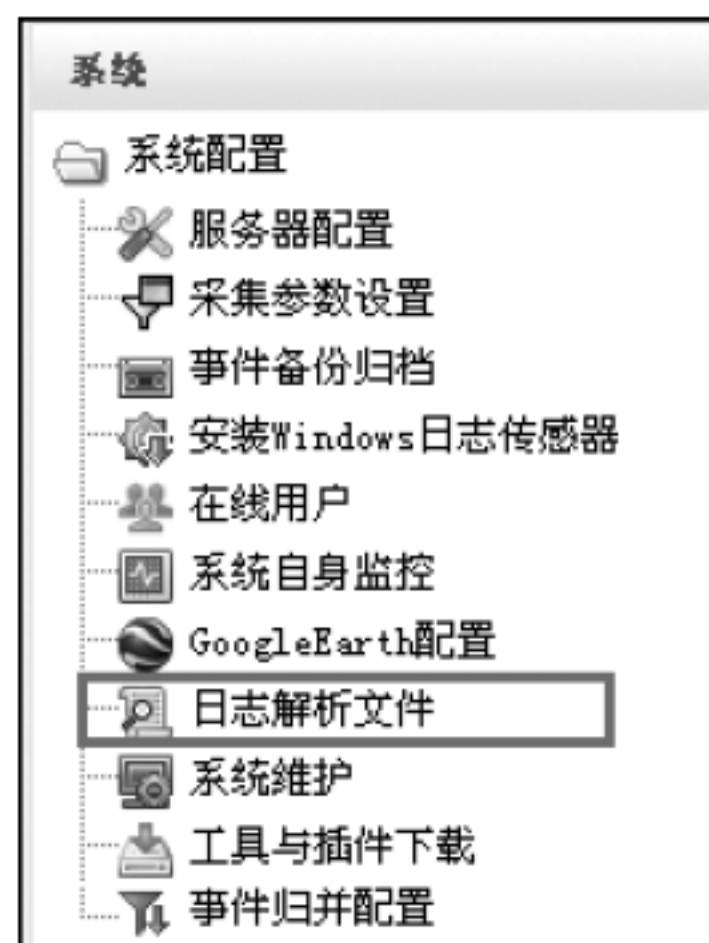 系统
系统配置
服务器配置
采集参数设置
事件备份归档
安装Windows日志传感器
在线用户
系统自身监控
GoogleEarth配置
日志解析文件
系统维护
工具与插件下载
事件归并配置